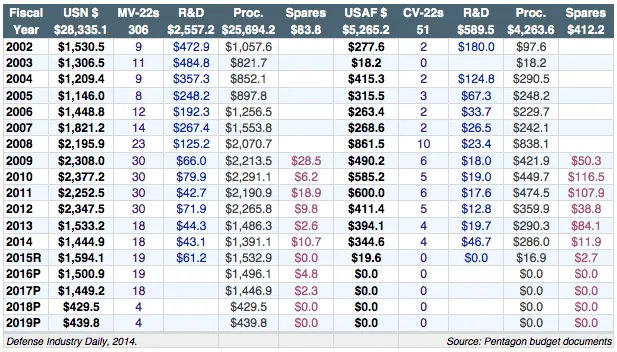 Fiscal USN $ MV-22s R&D Proc. Spares USAF $ CV-22s R&D Proc. Spares
Year $28,335.1 306 $2,557.2 $25,694.2 $83.8 $5,265.2 51 $589.5 $4,263.6 $412.2
2002 $1,530.5 9 $472.9 $1,057.6 $277.6 2 $180.0 $97.6
2003 $1,306.5 11 $484.8 $821.7 $18.2 0 $18.2
2004 $1,209.4 9 $357.3 $852.1 $415.3 2 $124.8 $290.5
2005 $1,146.0 8 $248.2 $897.8 $315.5 3 $67.3 $248.2
2006 $1,448.8 12 $192.3 $1,256.5 $263.4 2 $33.7 $229.7
2007 $1,821.2 14 $267.4 $1,553.8 $268.6 2 $26.5 $242.1
2008 $2,195.9 23 $125.2 $2,070.7 $861.5 10 $23.4 $838.1
2009 $2,308.0 30 $66.0 $2,213.5 $28.5 $490.2 6 $18.0 $421.9 $50.3
2010 $2,377.2 30 $79.9 $2,291.1 $6.2 $585.2 5 $19.0 $449.7 $116.5
2011 $2,252.5 30 $42.7 $2,190.9 $18.9 $600.0 6 $17.6 $474.5 $107.9
2012 $2,347.5 30 $71.9 $2,265.8 $9.8 $411.4 5 $12.8 $359.9 $38.8
2013 $1,533.2 18 $44.3 $1,486.3 $2.6 $394.1 4 $19.7 $290.3 $84.1
2014 $1,444.9 18 $43.1 $1,391.1 $10.7 $344.6 4 $46.7 $286.0 $11.9
2015R $1,594.1 19 $61.2 $1,532.9 $0.0 $19.6 0 $0.0 $16.9 $2.7
2016P $1,500.9 19 $1,496.1 $4.8 $0.0 0 $0.0 $0.0
2017P $1,449.2 18 $1,446.9 $2.3 $0.0 0 $0.0 $0.0
2018P $429.5 4 $429.5 $0.0 $0.0 0 $0.0 $0.0
2019P $439.8 4 $439.8 $0.0 $0.0 0 $0.0 $0.0
Defense Industry Daily, 2014. Source: Pentagon budget documents